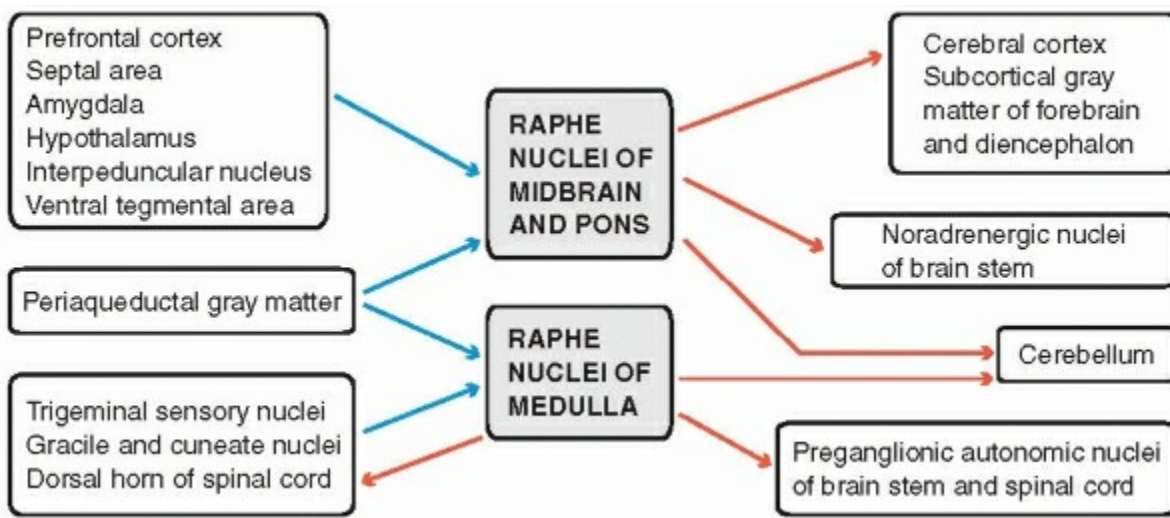 Prefrontal cortex
Septal area
Amygdala
Hypothalamus
Interpeduncular nucleus
Ventral tegmental area
Periaqueductal gray matter
Trigeminal sensory nuclei
Gracile and cuneate nuclei
Dorsal horn of spinal cord
RAPHE
NUCLEI OF
MIDBRAIN
AND PONS
RAPHE
NUCLEI OF
MEDULLA
Cerebral cortex
Subcortical gray
matter of forebrain
and diencephalon
Noradrenergic nuclei
of brain stem
Cerebellum
Preganglionic autonomic nuclei
of brain stem and spinal cord